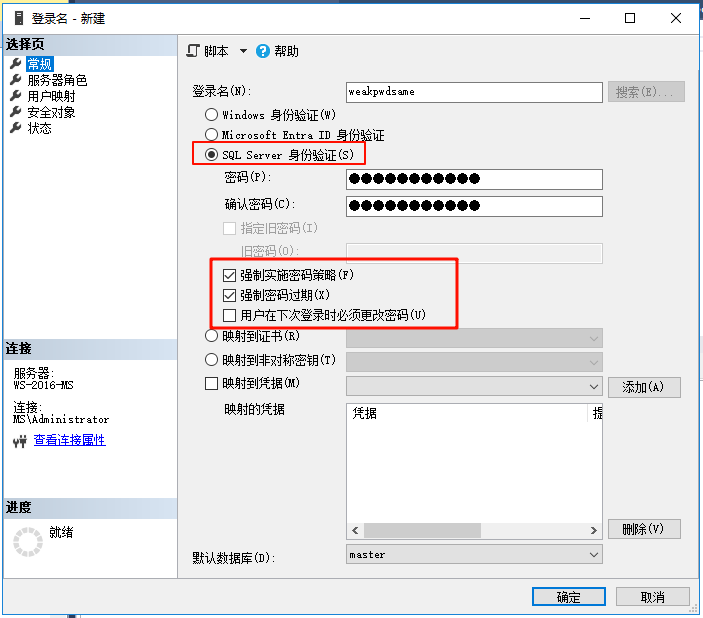 登录名 - 新建
选择页
常规
服务器角色
用户映射
安全对象
状态
脚本 帮助
登录名(N): weakpwdsame 搜索(E)...
Windows 身份验证(W)
Microsoft Entra ID 身份验证
SQL Server 身份验证(S)
密码(P): ●●●●●●●●●●●
确认密码(C): ●●●●●●●●●●●
指定旧密码(I)
旧密码(O):
强制实施密码策略(F)
强制密码过期(X)
用户在下次登录时必须更改密码(U)
映射到证书(R)
映射到非对称密钥(T)
映射到凭据(M) 添加(A)
映射的凭据 凭据 提
删除(V)
默认数据库(D): master
连接
服务器:
WS-2016-MS
连接:
MS\Administrator
查看连接属性
进度
就绪
确定 取消